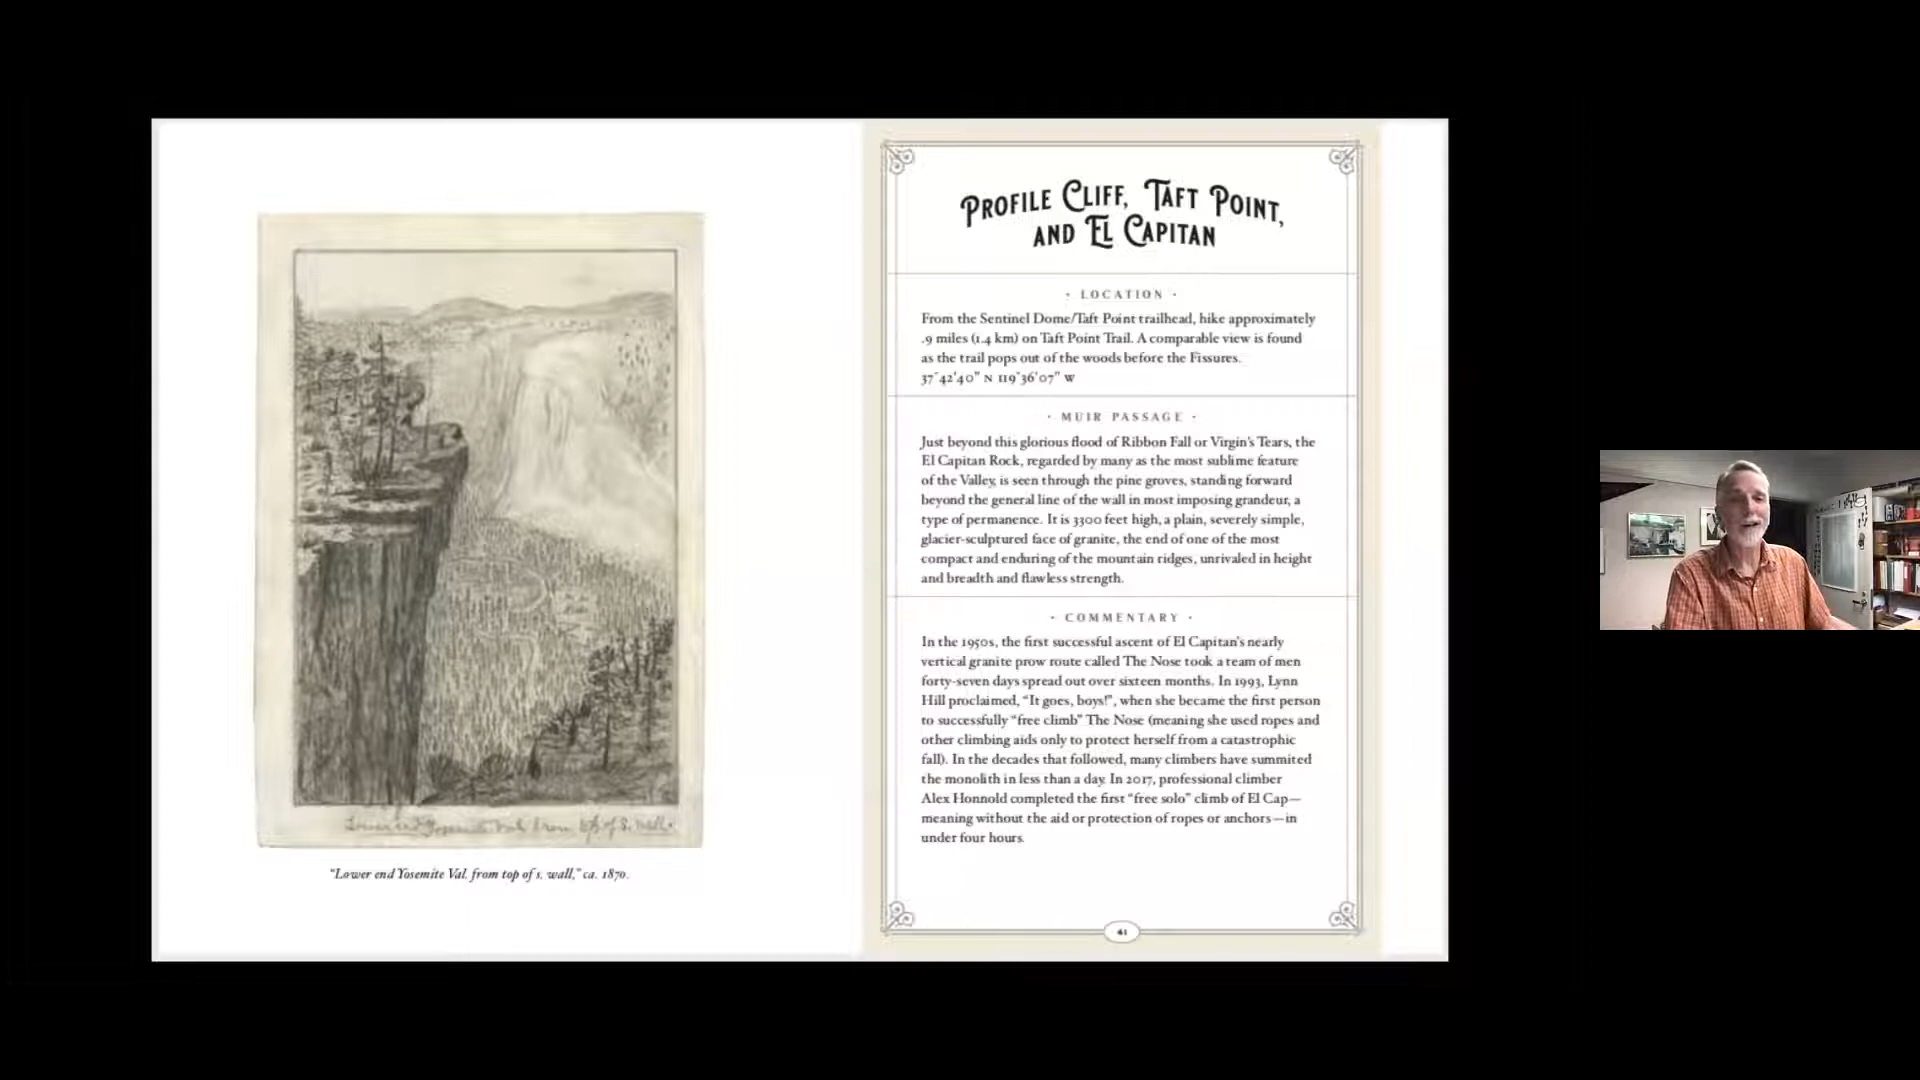 Lower end Yosemite Val. from top of S. wall.
"Lower end Yosemite Val. from top of s. wall," ca. 1870.
PROFILE CLIFF, TAFT POINT,
AND EL CAPITAN
· LOCATION ·
From the Sentinel Dome/Taft Point trailhead, hike approximately
.9 miles (1.4 km) on Taft Point Trail. A comparable view is found
as the trail pops out of the woods before the Fissures.
37°42'40" N 119°36'07" W
· MUIR PASSAGE ·
Just beyond this glorious flood of Ribbon Fall or Virgin's Tears, the
El Capitan Rock, regarded by many as the most sublime feature
of the Valley, is seen through the pine groves, standing forward
beyond the general line of the wall in most imposing grandeur, a
type of permanence. It is 3300 feet high, a plain, severely simple,
glacier-sculptured face of granite, the end of one of the most
compact and enduring of the mountain ridges, unrivaled in height
and breadth and flawless strength.
· COMMENTARY ·
In the 1950s, the first successful ascent of El Capitan's nearly
vertical granite prow route called The Nose took a team of men
forty-seven days spread out over sixteen months. In 1993, Lynn
Hill proclaimed, "It goes, boys!", when she became the first person
to successfully "free climb" The Nose (meaning she used ropes and
other climbing aids only to protect herself from a catastrophic
fall). In the decades that followed, many climbers have summited
the monolith in less than a day. In 2017, professional climber
Alex Honnold completed the first "free solo" climb of El Cap—
meaning without the aid or protection of ropes or anchors—in
under four hours.
41